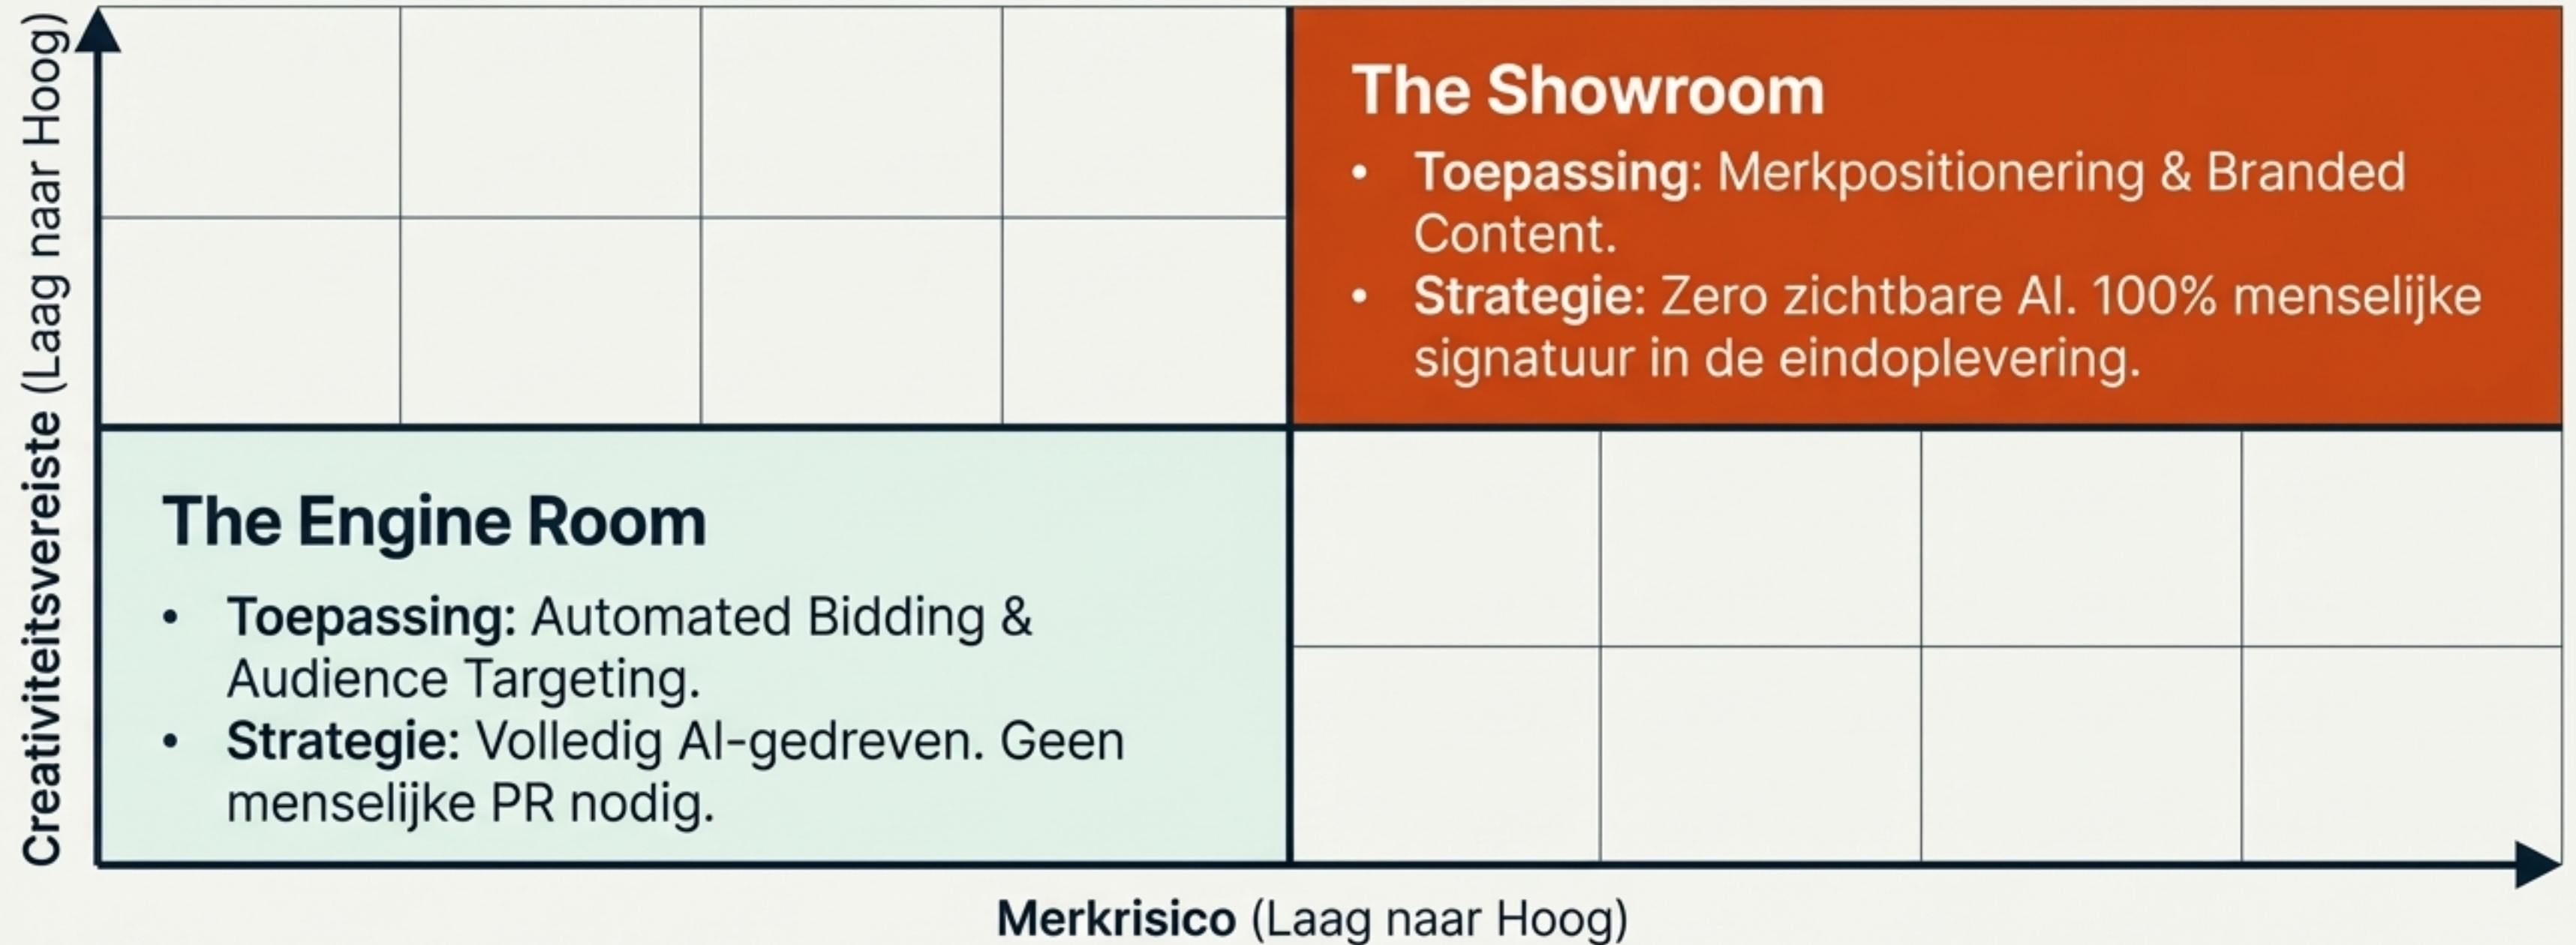 Creativiteitsvereiste (Laag naar Hoog)
The Showroom
• Toepassing: Merkpositionering & Branded
Content.
• Strategie: Zero zichtbare AI. 100% menselijke
signatuur in de eindoplevering.
The Engine Room
• Toepassing: Automated Bidding &
Audience Targeting.
• Strategie: Volledig AI-gedreven. Geen
menselijke PR nodig.
Merkrisico (Laag naar Hoog)